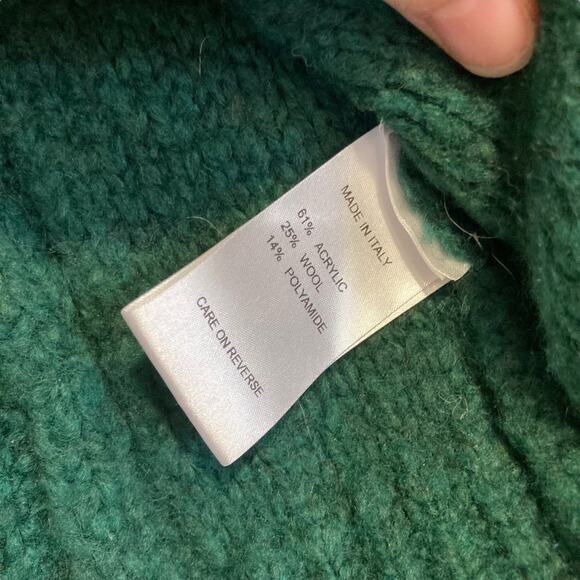 MADE IN ITALY
61% ACRYLIC
25% WOOL
14% POLYAMIDE
CARE ON REVERSE